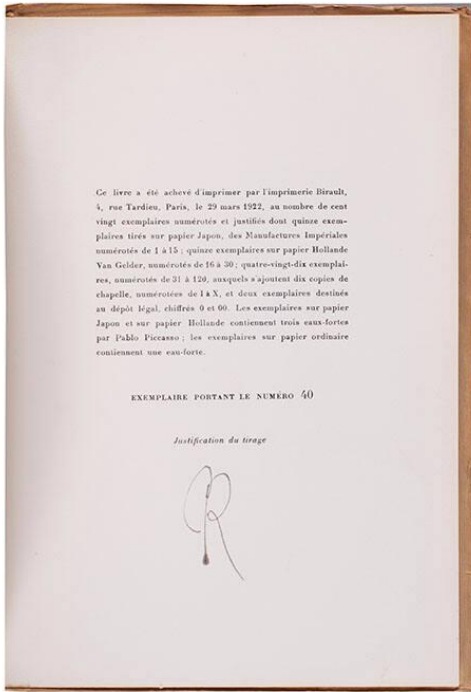 Ce livre a été achevé d'imprimer par l'imprimerie Birault,
4, rue Tardieu, Paris, le 29 mars 1922, au nombre de cent
vingt exemplaires numérotés et justifiés dont quinze exem-
plaires tirés sur papier Japon, des Manufactures Impériales
numérotés de 1 à 15 ; quinze exemplaires sur papier Hollande
Van Gelder, numérotés de 16 à 30 ; quatre-vingt-dix exemplai-
res, numérotés de 31 à 120, auxquels s'ajoutent dix copies de
chapelle, numérotées de I à X, et deux exemplaires destinés
au dépôt légal, chiffrés 0 et 00. Les exemplaires sur papier
Japon et sur papier Hollande contiennent trois eaux-fortes
par Pablo Piccasso ; les exemplaires sur papier ordinaire
contiennent une eau-forte.
EXEMPLAIRE PORTANT LE NUMÉRO 40
Justification du tirage
R